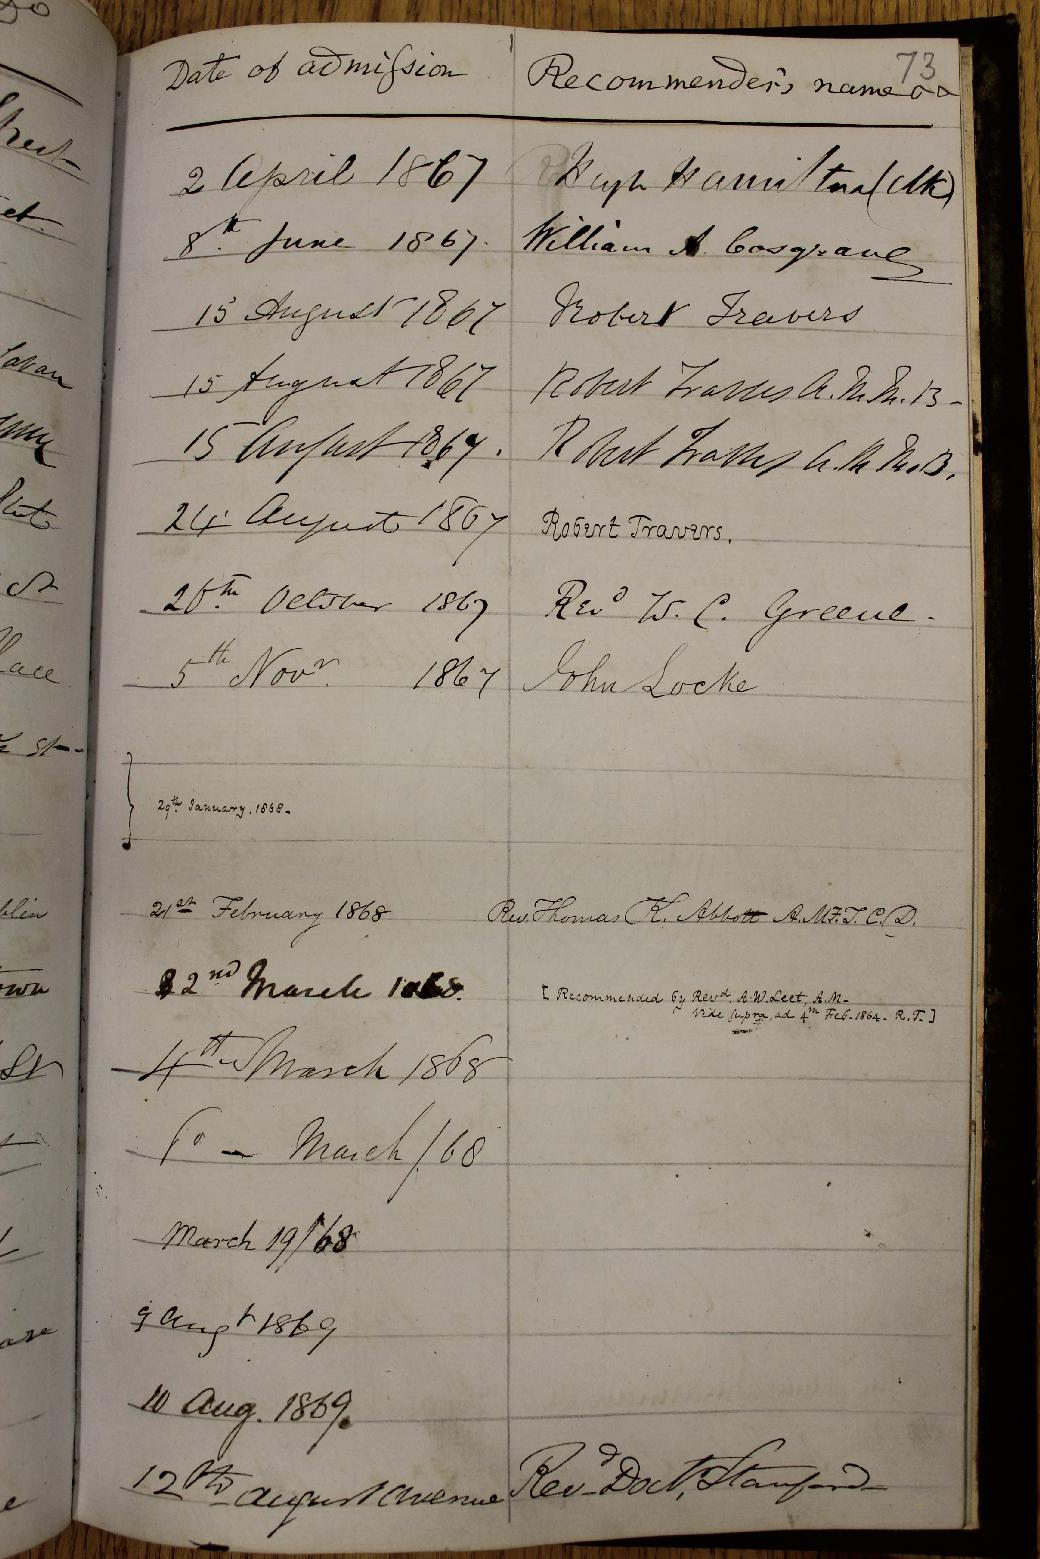 73
Date of admission Recommender's name
2 April 1867 Hugh Hamilton (Clk)
8th June 1867. William A. Cosgrave
15 August 1867 Robert Travers
15 August 1867 Robert Travers A.M. M.B-
15 August 1867. Robert Travers A.M. M.B.
24 August 1867 Robert Travers.
26th October 1867 Revd W. C. Greene.
5th Novr. 1867 John Locke
29th January, 1868.
21st February 1868 Rev. Thomas K. Abbott A.M. F.T.C.D.
2nd March 1868. [ Recommended by Revd. A. W. Leet, A.M-
Vide supra, ad 4th Feb. 1864- R.T. ]
4th March 1868
March /68
March 19/68
9 Augt 1869
10 Aug. 1869.
12th August Avenue Revd Doct. Stanford